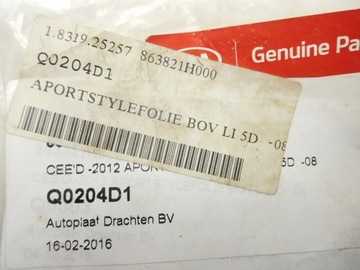 1.8319.25257 863821H000
Q0204D1
APORTSTYLEFOLIE BOV LI 5D -08
Genuine Pa
CEE'D -2012 APOR 5D -08
Q0204D1
Autoplaat Drachten BV
16-02-2016